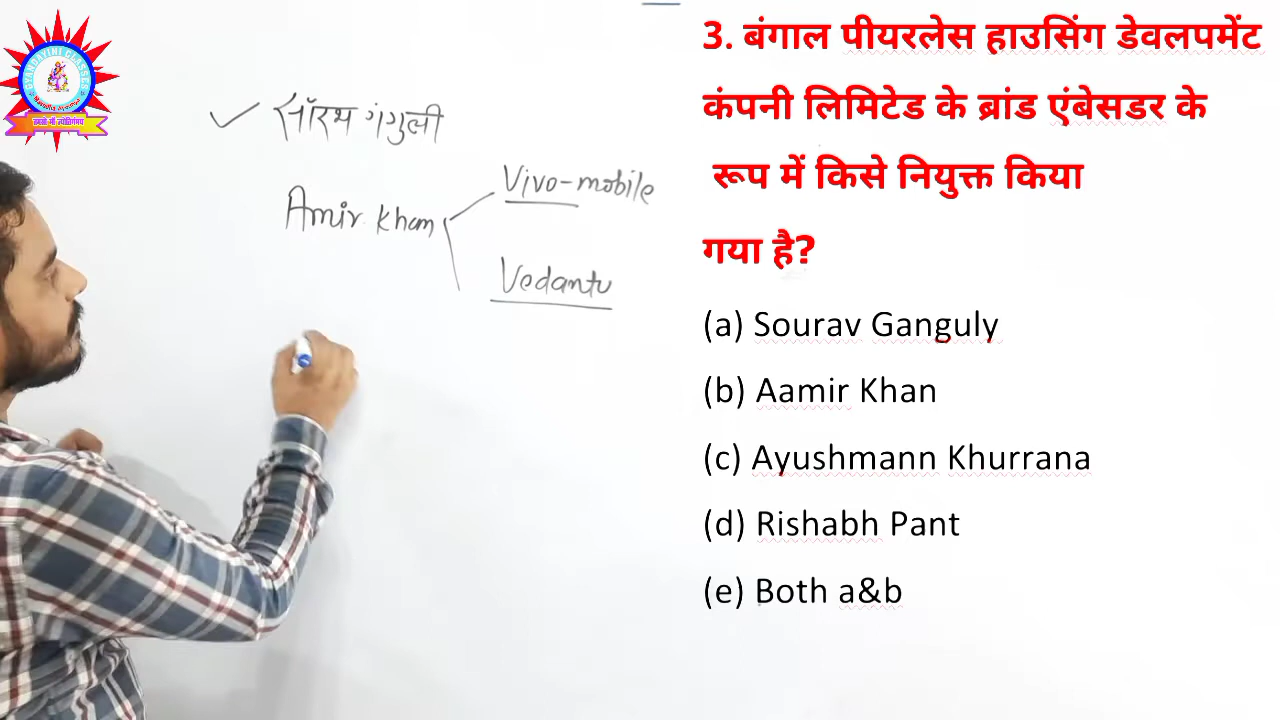 3. बंगाल पीयरलेस हाउसिंग डेवलपमेंट
कंपनी लिमिटेड के ब्रांड एंबेसडर के
रूप में किसे नियुक्त किया
गया है?
(a) Sourav Ganguly
(b) Aamir Khan
(c) Ayushmann Khurrana
(d) Rishabh Pant
(e) Both a&b
सॉरभ गंगुली
Amir Khan
Vivo-mobile
Vedantu